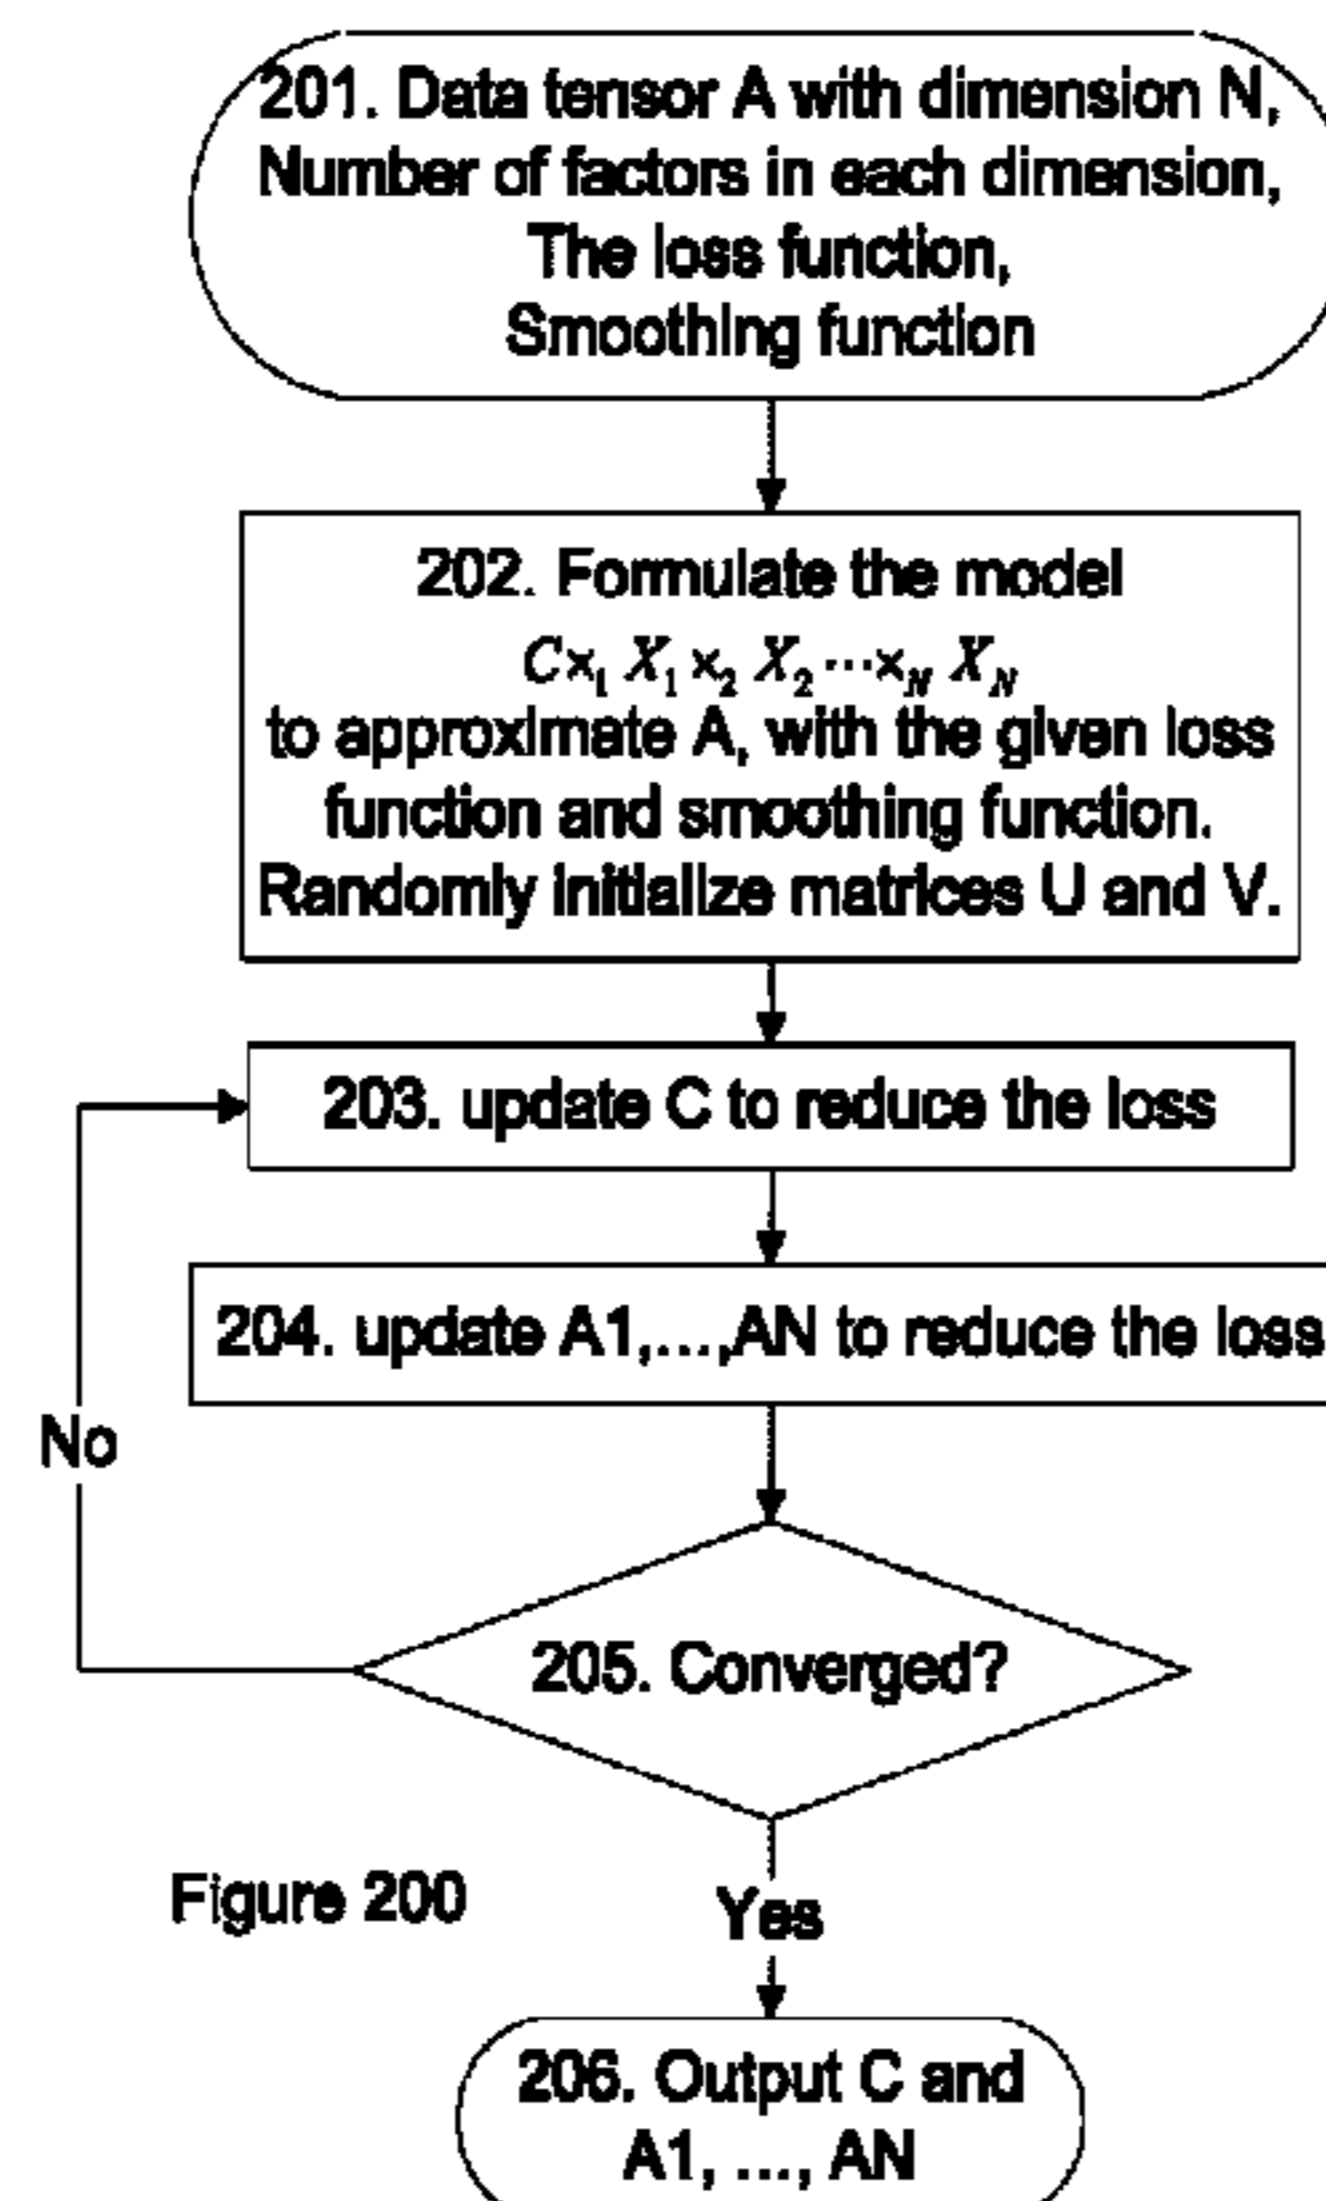 201. Data tensor A with dimension N,
Number of factors in each dimension,
The loss function,
Smoothing function
202. Formulate the model
C×₁ X₁ ×₂ X₂ ⋯×_N X_N
to approximate A, with the given loss
function and smoothing function.
Randomly initialize matrices U and V.
203. update C to reduce the loss
204. update A1,...,AN to reduce the loss
No
205. Converged?
Figure 200
Yes
206. Output C and
A1, ..., AN